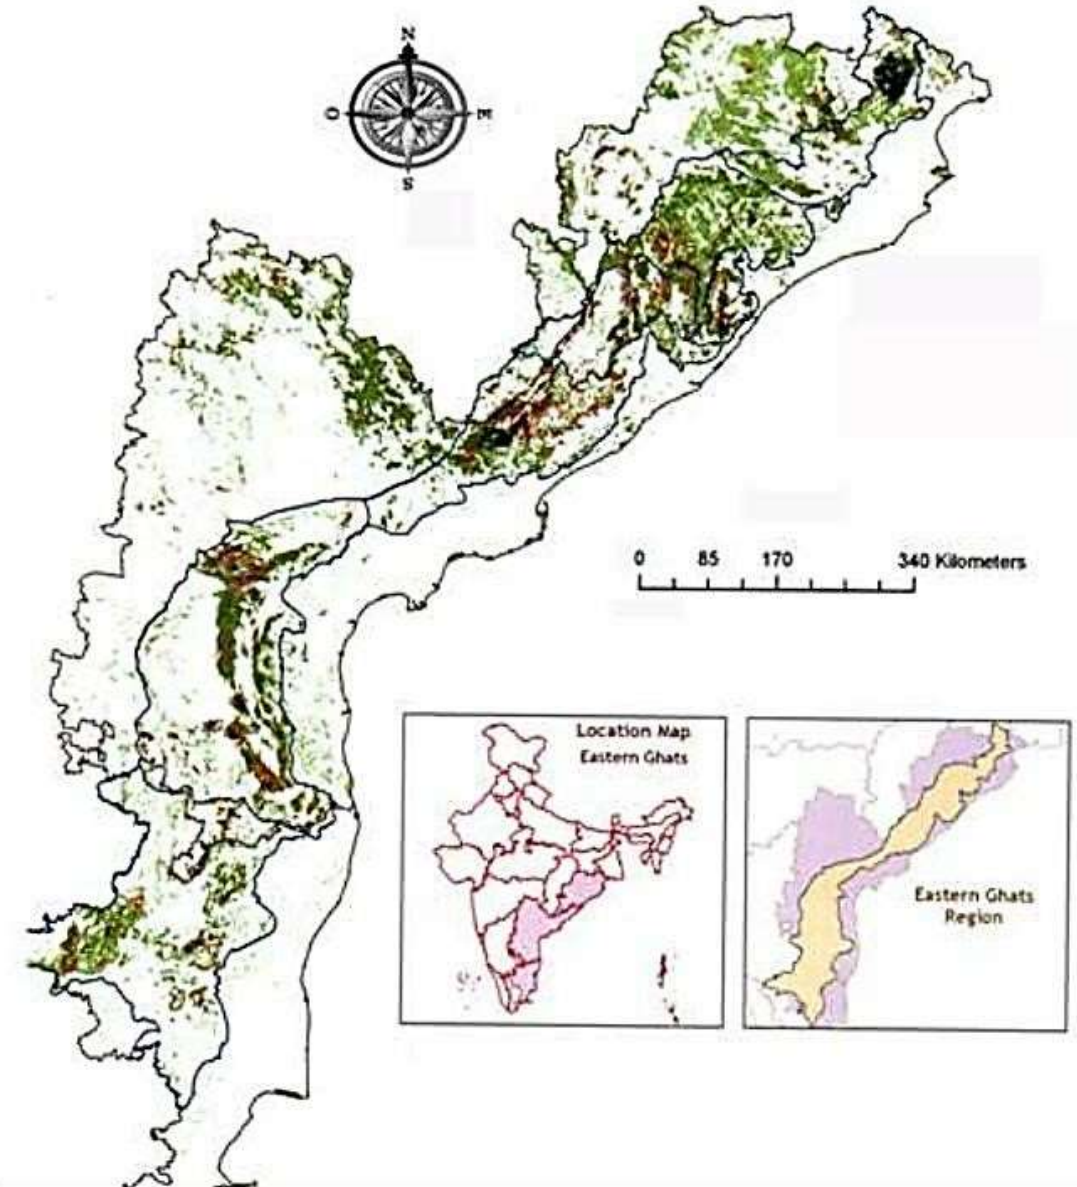 N
O
E
S
0 85 170 340 Kilometers
Location Map
Eastern Ghats
Eastern Ghats
Region